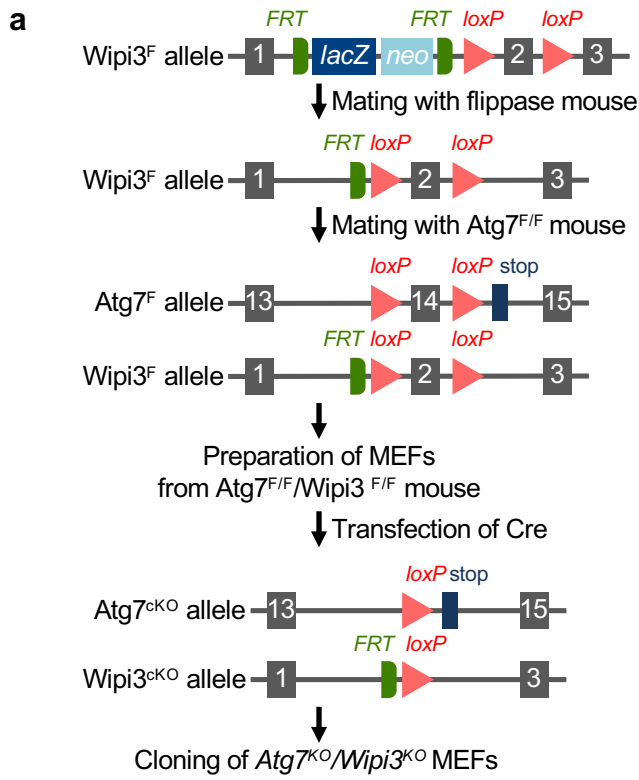 a
FRT FRT loxP loxP
Wipi3F allele 1 lacZ neo 2 3
Mating with flippase mouse
FRT loxP loxP
Wipi3F allele 1 2 3
Mating with Atg7F/F mouse
loxP loxP stop
Atg7F allele 13 14 15
FRT loxP loxP
Wipi3F allele 1 2 3
Preparation of MEFs
from Atg7F/F/Wipi3 F/F mouse
Transfection of Cre
loxP stop
Atg7cKO allele 13 15
FRT loxP
Wipi3cKO allele 1 3
Cloning of Atg7KO/Wipi3KO MEFs